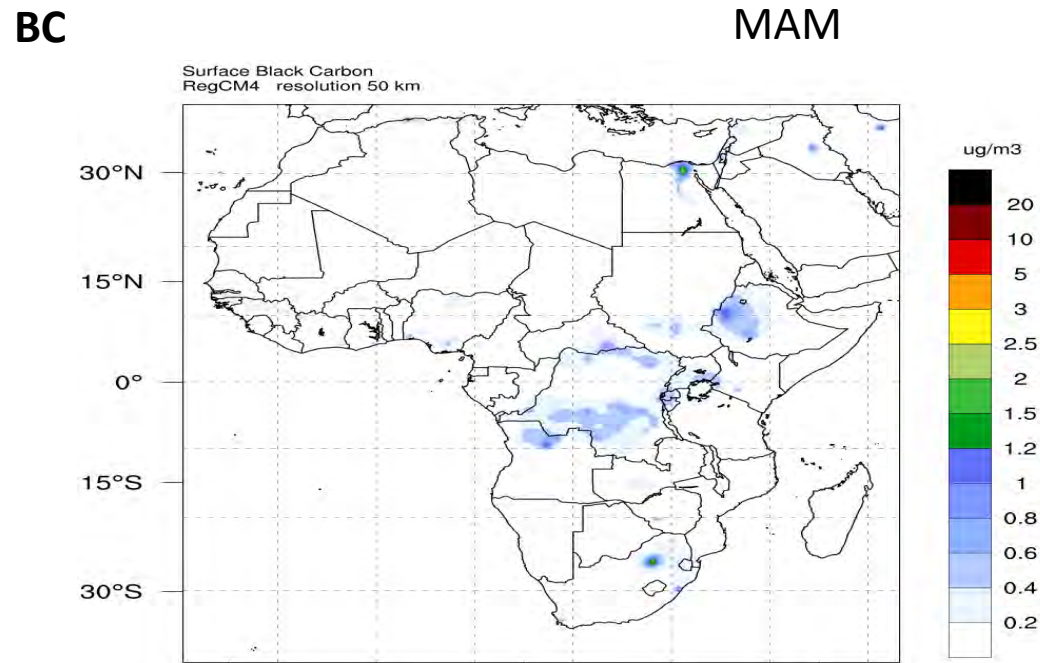 BC
MAM
Surface Black Carbon
RegCM4 resolution 50 km
ug/m3
30°N
15°N
0°
15°S
30°S
20
10
5
3
2.5
2
1.5
1.2
1
0.8
0.6
0.4
0.2